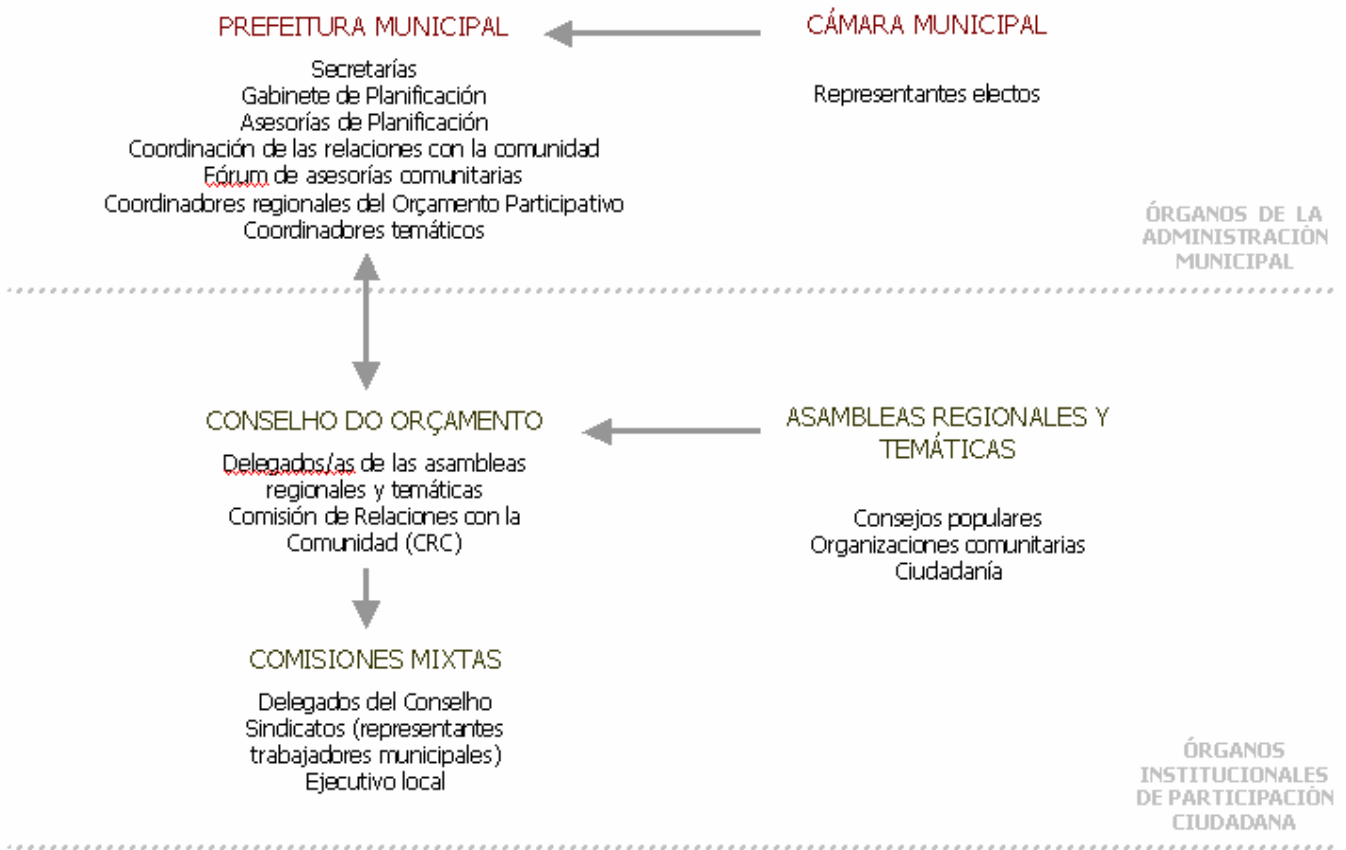 PREFEITURA MUNICIPAL
Secretarías
Gabinete de Planificación
Asesorías de Planificación
Coordinación de las relaciones con la comunidad
Fórum de asesorías comunitarias
Coordinadores regionales del Orçamento Participativo
Coordinadores temáticos
CÁMARA MUNICIPAL
Representantes electos
ÓRGANOS DE LA
ADMINISTRACIÓN
MUNICIPAL
CONSELHO DO ORÇAMENTO
Delegados/as de las asambleas
regionales y temáticas
Comisión de Relaciones con la
Comunidad (CRC)
ASAMBLEAS REGIONALES Y
TEMÁTICAS
Consejos populares
Organizaciones comunitarias
Ciudadanía
COMISIONES MIXTAS
Delegados del Conselho
Sindicatos (representantes
trabajadores municipales)
Ejecutivo local
ÓRGANOS
INSTITUCIONALES
DE PARTICIPACIÓN
CIUDADANA